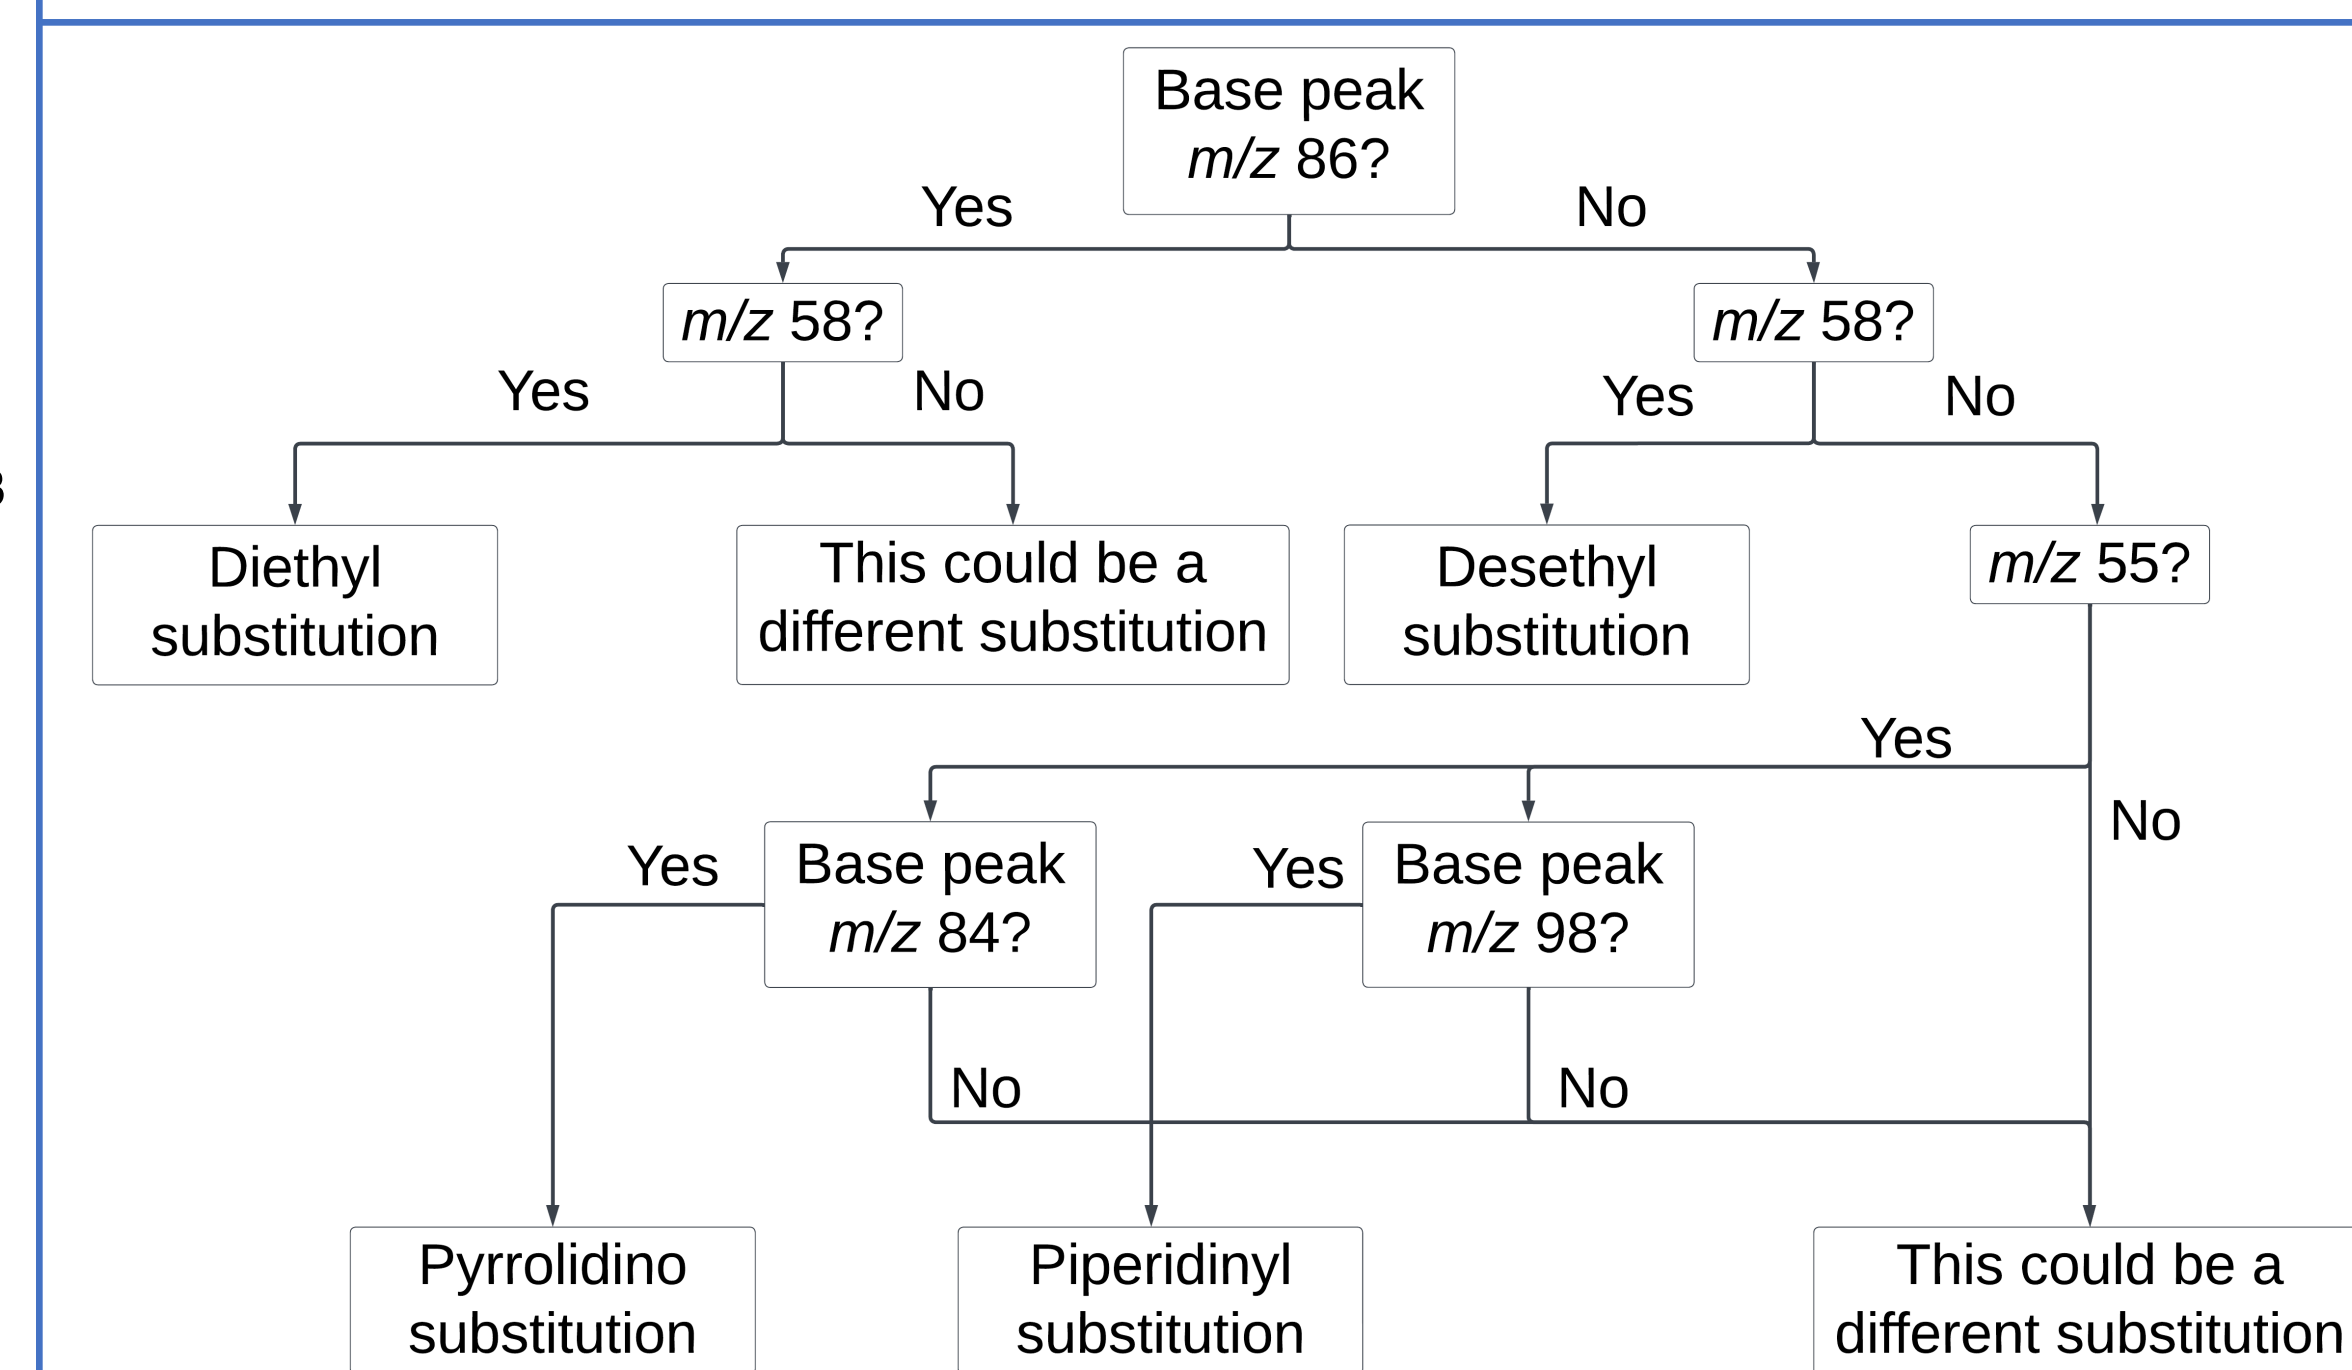 Base peak
m/z 86?
Yes
No
m/z 58?
m/z 58?
Yes
No
Yes
No
Diethyl
substitution
This could be a
different substitution
Desethyl
substitution
m/z 55?
Yes
No
Yes
Base peak
m/z 84?
Yes
Base peak
m/z 98?
No
No
Pyrrolidino
substitution
Piperidinyl
substitution
This could be a
different substitution